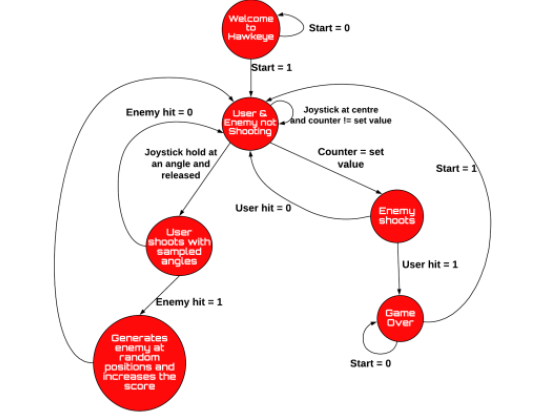 Welcome
to
Hawkeye
Start = 0
Start = 1
User &
Enemy not
Shooting
Joystick at centre
and counter != set value
Enemy hit = 0
Joystick hold at
an angle and
released
Counter = set
value
Start = 1
User hit = 0
Enemy
shoots
User
shoots with
sampled
angles
User hit = 1
Enemy hit = 1
Game
Over
Generates
enemy at
random
positions and
increases the
score
Start = 0